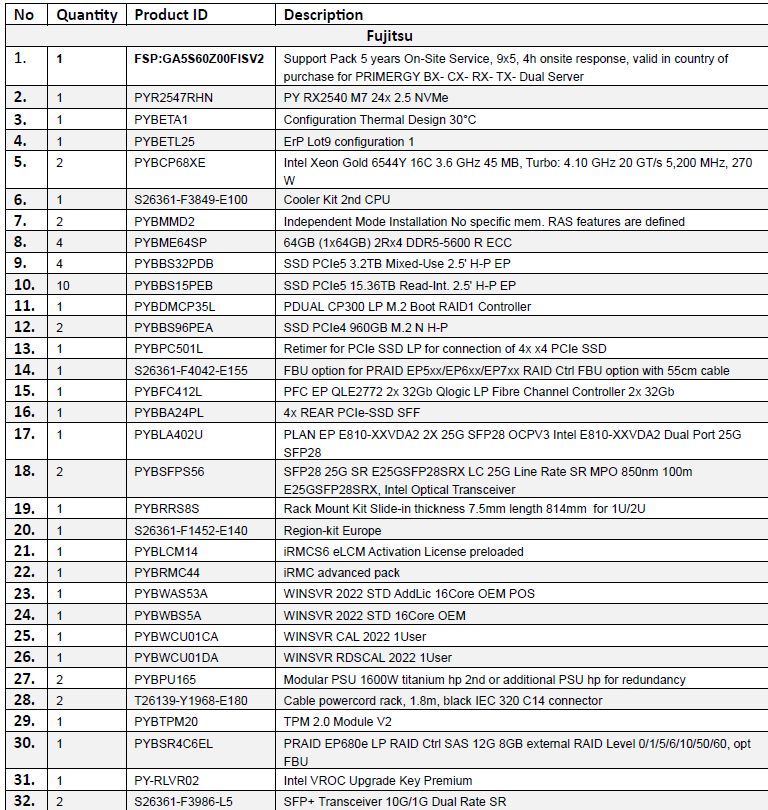 No Quantity Product ID Description
Fujitsu
1. 1 FSP:GA5S60Z00FISV2 Support Pack 5 years On-Site Service, 9x5, 4h onsite response, valid in country of
purchase for PRIMERGY BX- CX- RX- TX- Dual Server
2. 1 PYR2547RHN PY RX2540 M7 24x 2.5 NVMe
3. 1 PYBETA1 Configuration Thermal Design 30°C
4. 1 PYBETL25 ErP Lot9 configuration 1
5. 2 PYBCP68XE Intel Xeon Gold 6544Y 16C 3.6 GHz 45 MB, Turbo: 4.10 GHz 20 GT/s 5,200 MHz, 270
W
6. 1 S26361-F3849-E100 Cooler Kit 2nd CPU
7. 2 PYBMMD2 Independent Mode Installation No specific mem. RAS features are defined
8. 4 PYBME64SP 64GB (1x64GB) 2Rx4 DDR5-5600 R ECC
9. 4 PYBBS32PDB SSD PCIe5 3.2TB Mixed-Use 2.5' H-P EP
10. 10 PYBBS15PEB SSD PCIe5 15.36TB Read-Int. 2.5' H-P EP
11. 1 PYBDMCP35L PDUAL CP300 LP M.2 Boot RAID1 Controller
12. 2 PYBBS96PEA SSD PCIe4 960GB M.2 N H-P
13. 1 PYBPC501L Retimer for PCIe SSD LP for connection of 4x x4 PCIe SSD
14. 1 S26361-F4042-E155 FBU option for PRAID EP5xx/EP6xx/EP7xx RAID Ctrl FBU option with 55cm cable
15. 1 PYBFC412L PFC EP QLE2772 2x 32Gb Qlogic LP Fibre Channel Controller 2x 32Gb
16. 1 PYBBA24PL 4x REAR PCIe-SSD SFF
17. 1 PYBLA402U PLAN EP E810-XXVDA2 2X 25G SFP28 OCPV3 Intel E810-XXVDA2 Dual Port 25G
SFP28
18. 2 PYBSFPS56 SFP28 25G SR E25GSFP28SRX LC 25G Line Rate SR MPO 850nm 100m
E25GSFP28SRX, Intel Optical Transceiver
19. 1 PYBRRS8S Rack Mount Kit Slide-in thickness 7.5mm length 814mm for 1U/2U
20. 1 S26361-F1452-E140 Region-kit Europe
21. 1 PYBLCM14 iRMCS6 eLCM Activation License preloaded
22. 1 PYBRMC44 iRMC advanced pack
23. 1 PYBWAS53A WINSVR 2022 STD AddLic 16Core OEM POS
24. 1 PYBWBS5A WINSVR 2022 STD 16Core OEM
25. 1 PYBWCU01CA WINSVR CAL 2022 1User
26. 1 PYBWCU01DA WINSVR RDSCAL 2022 1User
27. 2 PYBPU165 Modular PSU 1600W titanium hp 2nd or additional PSU hp for redundancy
28. 2 T26139-Y1968-E180 Cable powercord rack, 1.8m, black IEC 320 C14 connector
29. 1 PYBTPM20 TPM 2.0 Module V2
30. 1 PYBSR4C6EL PRAID EP680e LP RAID Ctrl SAS 12G 8GB external RAID Level 0/1/5/6/10/50/60, opt
FBU
31. 1 PY-RLVR02 Intel VROC Upgrade Key Premium
32. 2 S26361-F3986-L5 SFP+ Transceiver 10G/1G Dual Rate SR